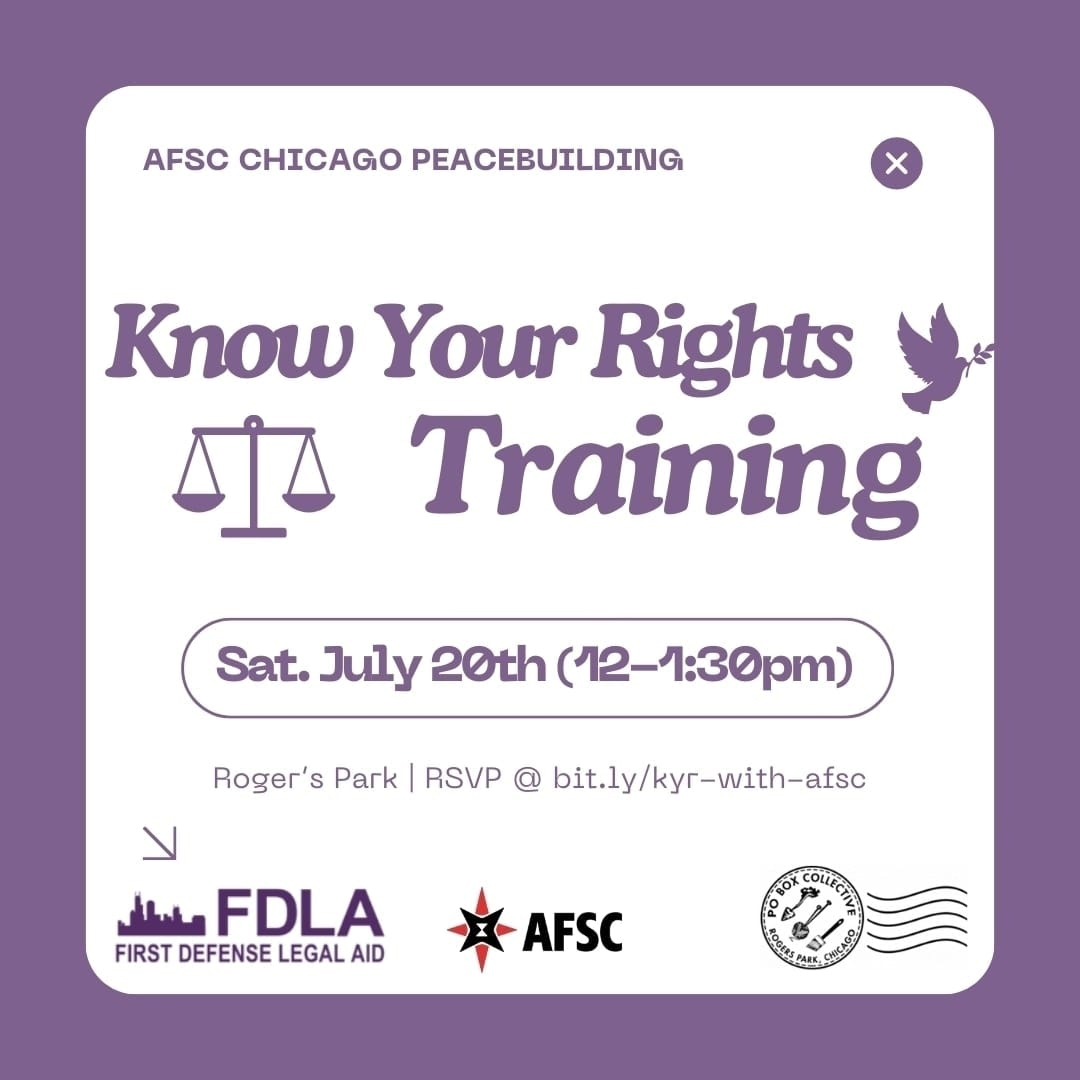 AFSC CHICAGO PEACEBUILDING
Know Your Rights
Training
Sat. July 20th (12–1:30pm)
Roger's Park | RSVP @ bit.ly/kyr-with-afsc
FDLA
FIRST DEFENSE LEGAL AID
AFSC
PO BOX COLLECTIVE
ROGERS PARK, CHICAGO